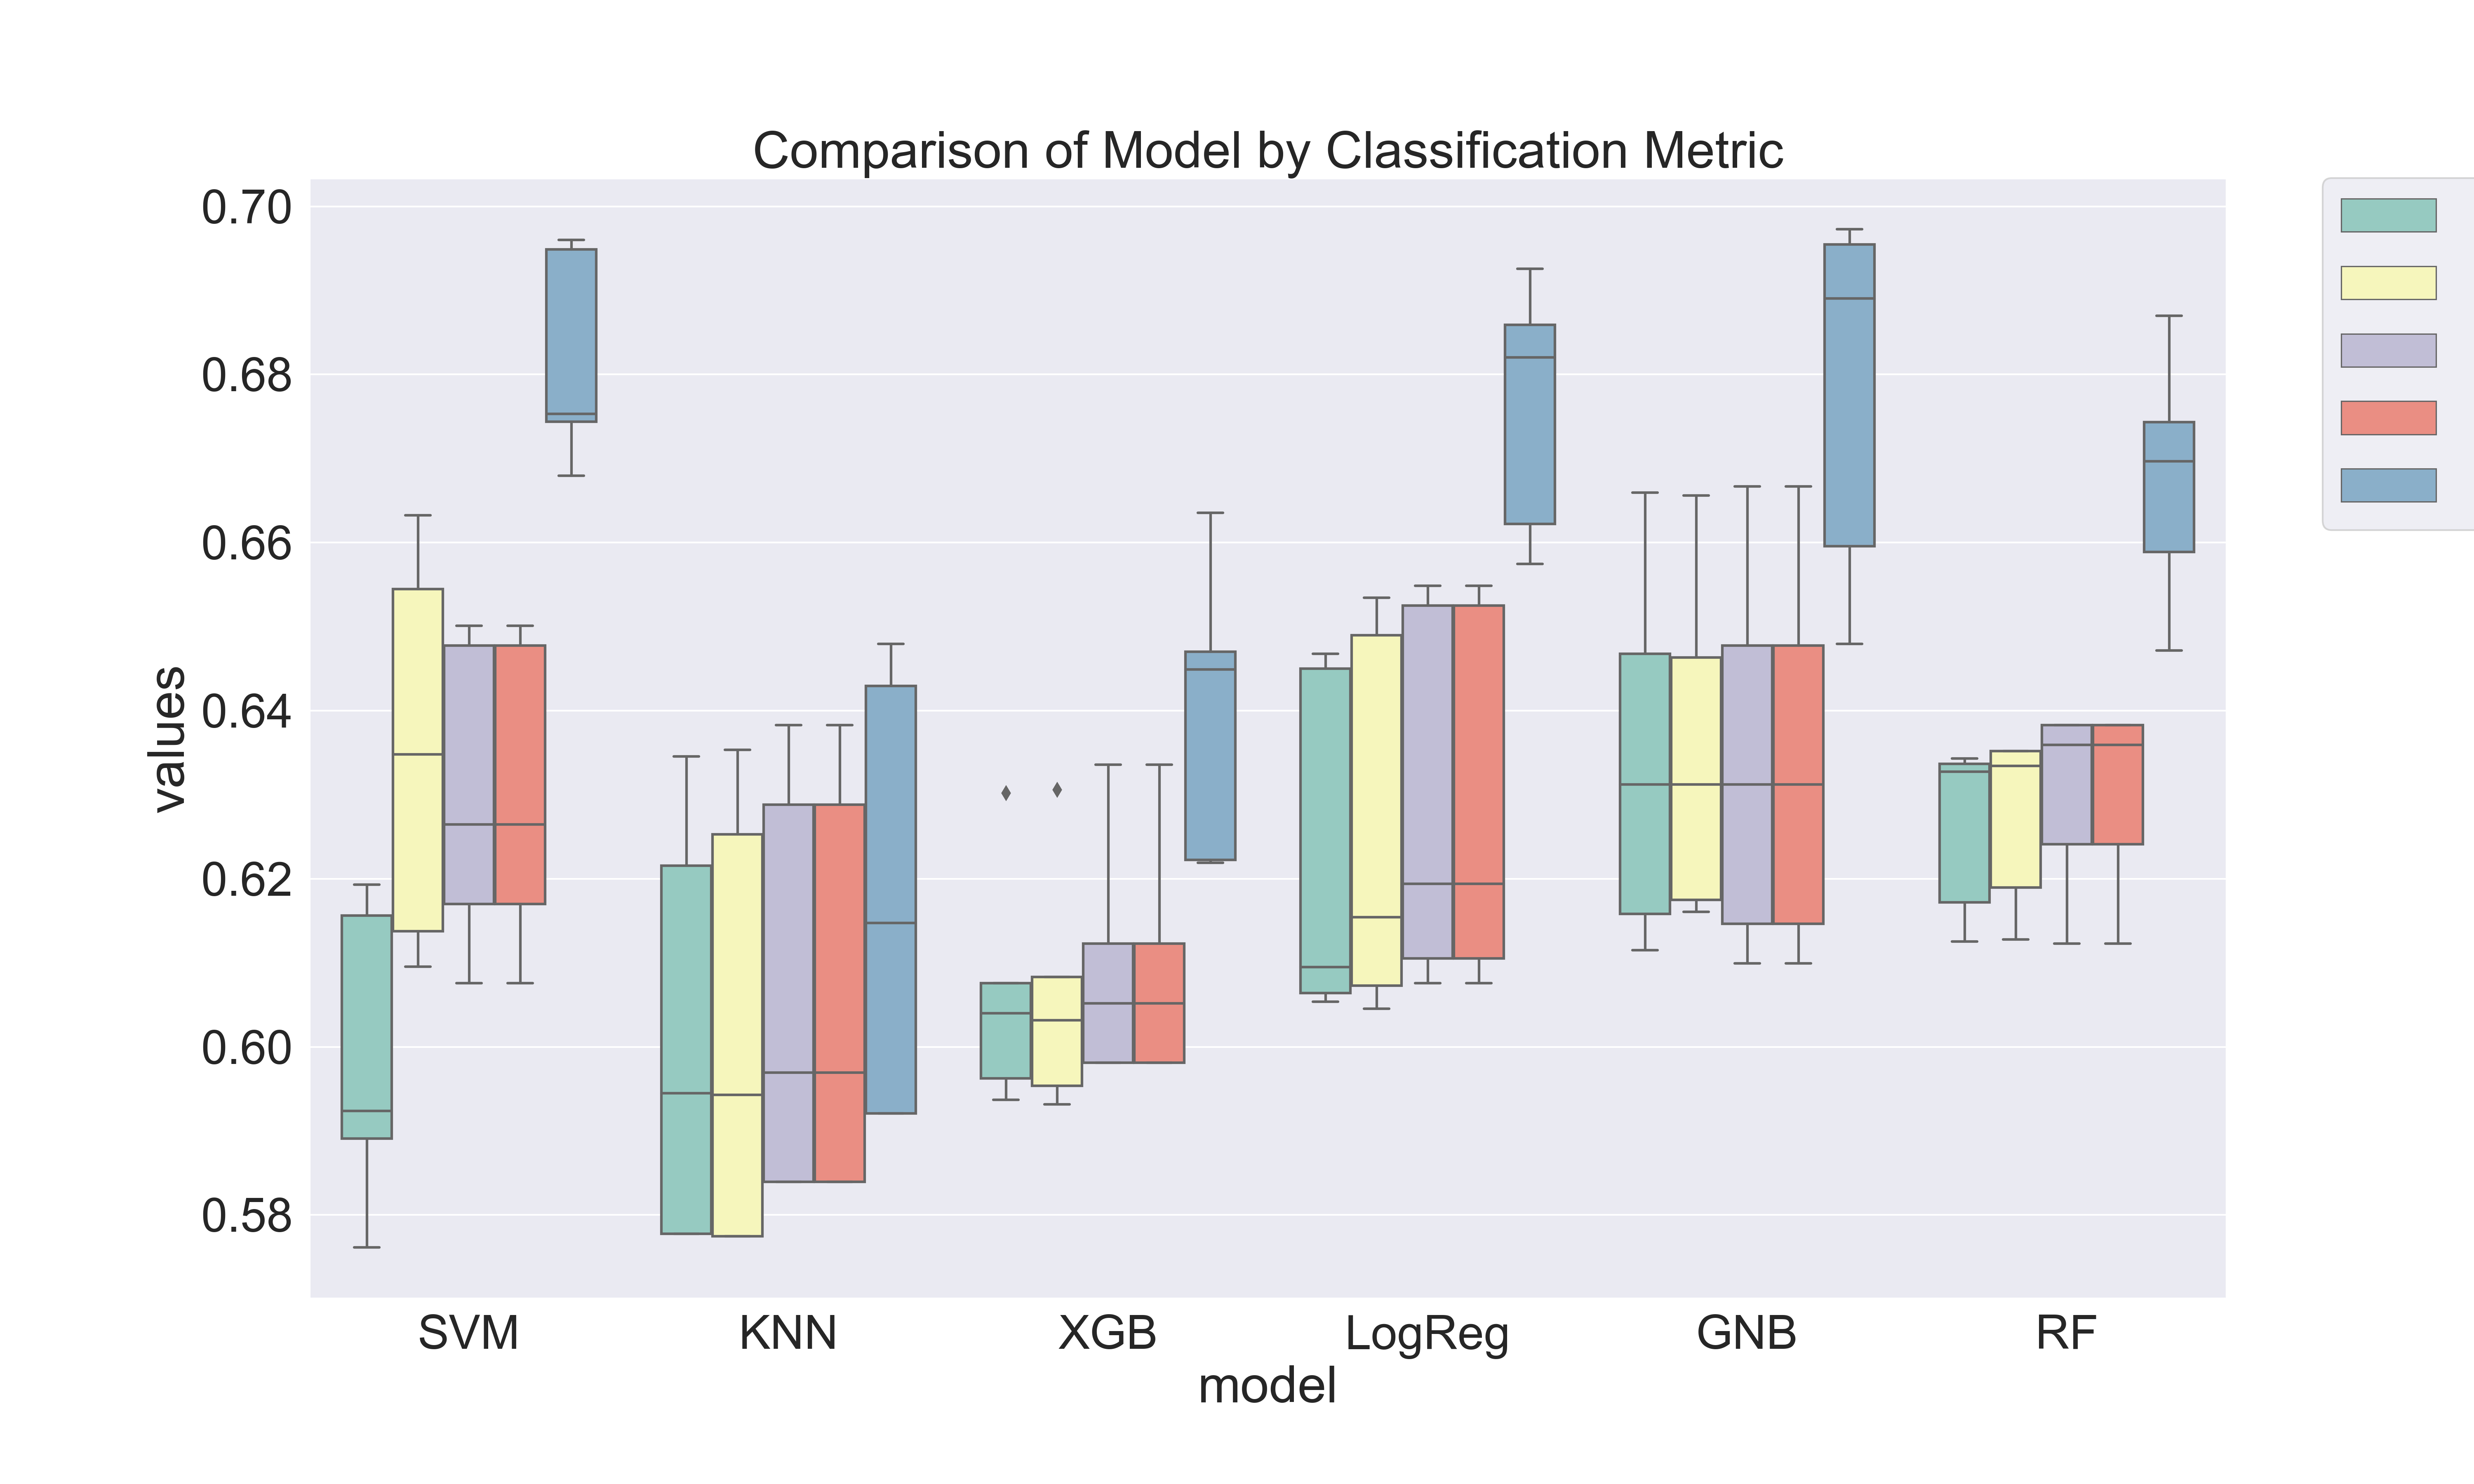 Comparison of Model by Classification Metric
0.70
0.68
0.66
0.64
0.62
0.60
0.58
values
SVM KNN XGB LogReg GNB RF
model